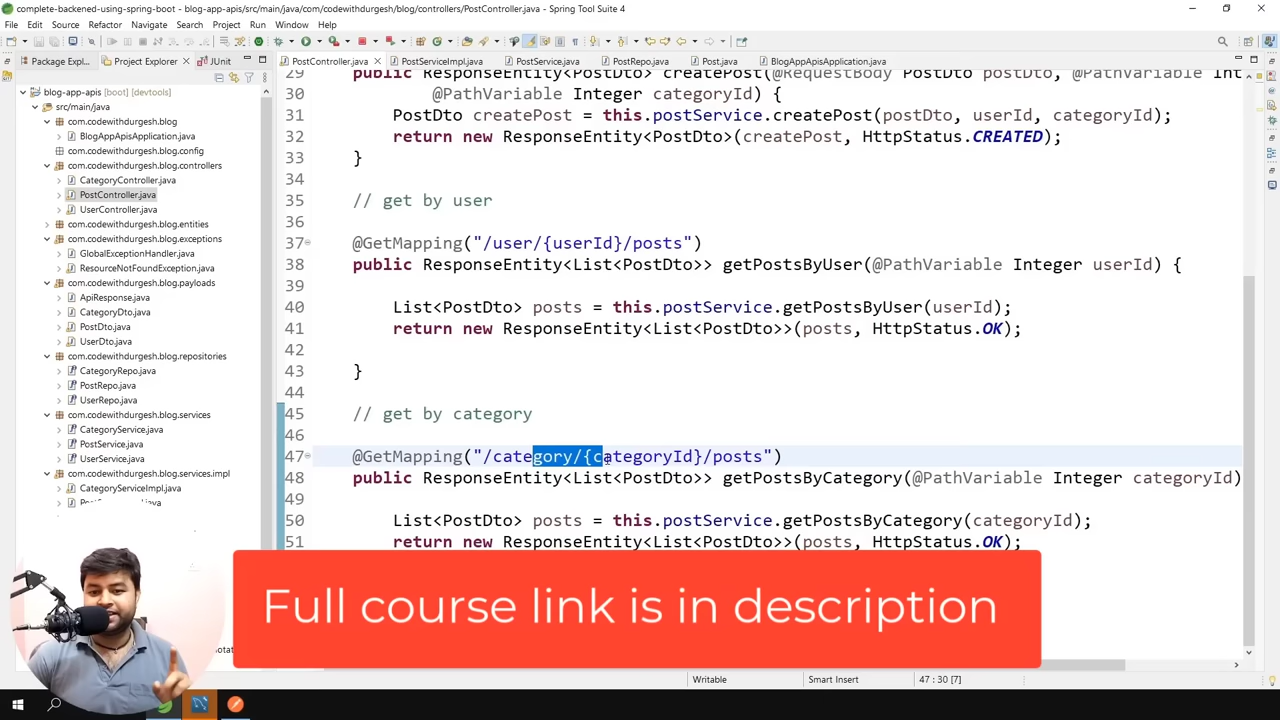 complete-backened-using-spring-boot - blog-app-apis/src/main/java/com/codewithdurgesh/blog/controllers/PostController.java - Spring Tool Suite 4
File Edit Source Refactor Navigate Search Project Run Window Help
Package Expl... Project Explorer JUnit
PostController.java PostServiceImpl.java PostService.java PostRepo.java Post.java BlogAppApisApplication.java
blog-app-apis [boot] [devtools]
src/main/java
com.codewithdurgesh.blog
BlogAppApisApplication.java
com.codewithdurgesh.blog.config
com.codewithdurgesh.blog.controllers
CategoryController.java
PostController.java
UserController.java
com.codewithdurgesh.blog.entities
com.codewithdurgesh.blog.exceptions
GlobalExceptionHandler.java
ResourceNotFoundException.java
com.codewithdurgesh.blog.payloads
ApiResponse.java
CategoryDto.java
PostDto.java
UserDto.java
com.codewithdurgesh.blog.repositories
CategoryRepo.java
PostRepo.java
UserRepo.java
com.codewithdurgesh.blog.services
CategoryService.java
PostService.java
UserService.java
com.codewithdurgesh.blog.services.impl
CategoryServiceImpl.java
29 public ResponseEntity<PostDto> createPost(@RequestBody PostDto postDto, @PathVariable Int
30 @PathVariable Integer categoryId) {
31 PostDto createPost = this.postService.createPost(postDto, userId, categoryId);
32 return new ResponseEntity<PostDto>(createPost, HttpStatus.CREATED);
33 }
34
35 // get by user
36
37 @GetMapping("/user/{userId}/posts")
38 public ResponseEntity<List<PostDto>> getPostsByUser(@PathVariable Integer userId) {
39
40 List<PostDto> posts = this.postService.getPostsByUser(userId);
41 return new ResponseEntity<List<PostDto>>(posts, HttpStatus.OK);
42
43 }
44
45 // get by category
46
47 @GetMapping("/category/{categoryId}/posts")
48 public ResponseEntity<List<PostDto>> getPostsByCategory(@PathVariable Integer categoryId)
49
50 List<PostDto> posts = this.postService.getPostsByCategory(categoryId);
51 return new ResponseEntity<List<PostDto>>(posts, HttpStatus.OK);
Full course link is in description
Writable Smart Insert 47 : 30 [7]